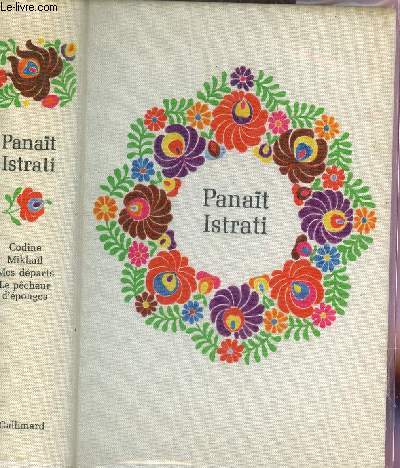 Le-livre.com
Panaït
Istrati
Codine
Mikhaïl
Mes départs
Le pêcheur
d'éponges
Gallimard
Panaït
Istrati